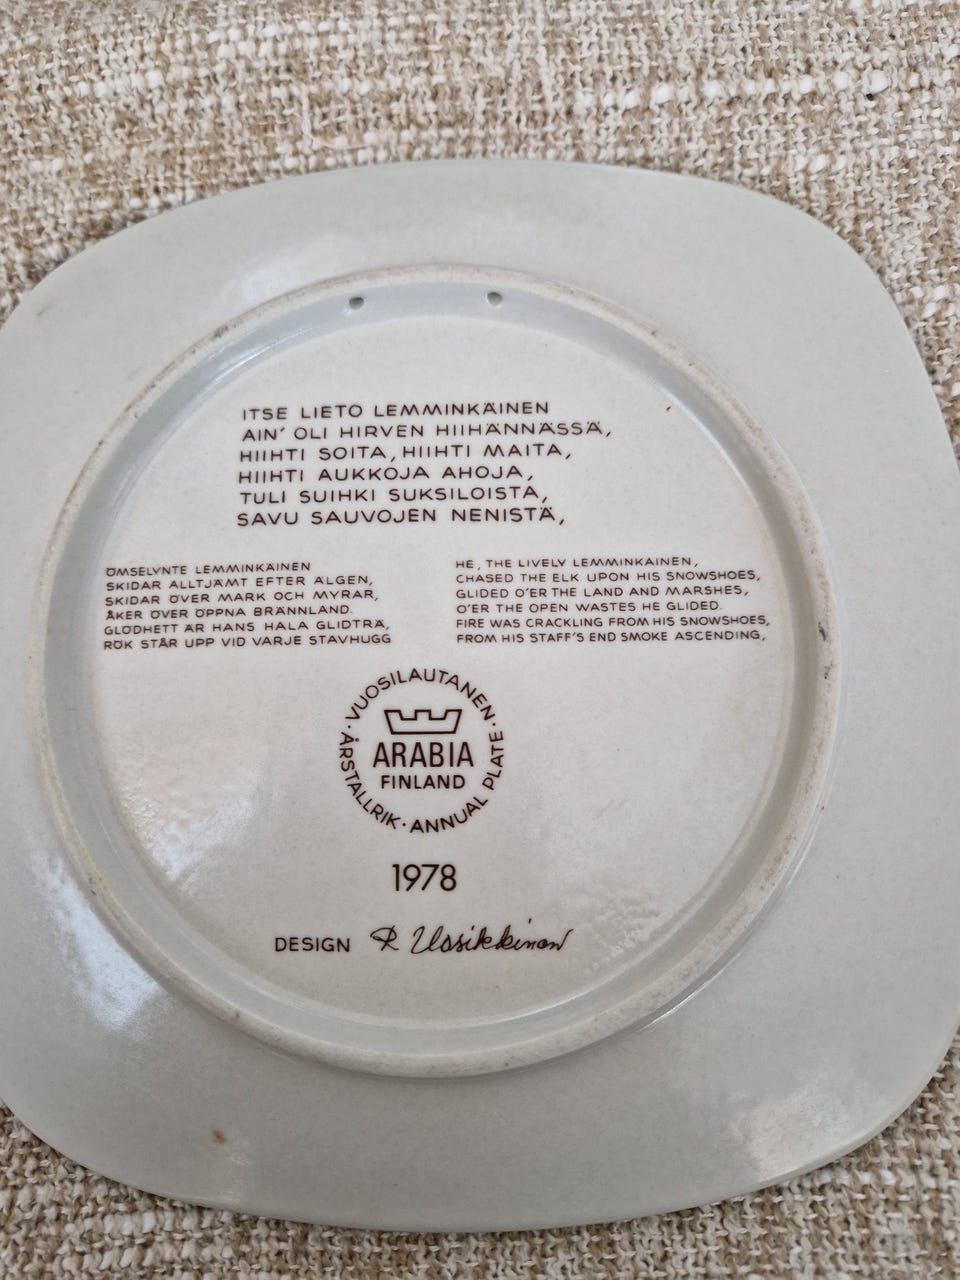 ITSE LIETO LEMMINKÄINEN
AIN' OLI HIRVEN HIIHÄNNÄSSÄ,
HIIHTI SOITA, HIIHTI MAITA,
HIIHTI AUKKOJA AHOJA,
TULI SUIHKI SUKSILOISTA,
SAVU SAUVOJEN NENISTÄ,
ÖMSELYNTE LEMMINKÄINEN
SKIDAR ALLTJÄMT EFTER ÄLGEN,
SKIDAR ÖVER MARK OCH MYRAR,
ÅKER ÖVER ÖPPNA BRÄNNLAND.
GLÖDHETT ÄR HANS HALA GLIDTRÄ,
RÖK STÅR UPP VID VARJE STAVHUGG
HE, THE LIVELY LEMMINKAINEN,
CHASED THE ELK UPON HIS SNOWSHOES,
GLIDED O'ER THE LAND AND MARSHES,
O'ER THE OPEN WASTES HE GLIDED.
FIRE WAS CRACKLING FROM HIS SNOWSHOES,
FROM HIS STAFF'S END SMOKE ASCENDING,
· VUOSILAUTANEN · ANNUAL PLATE · ÅRSTALLRIK
ARABIA
FINLAND
1978
DESIGN R Uosikkinen